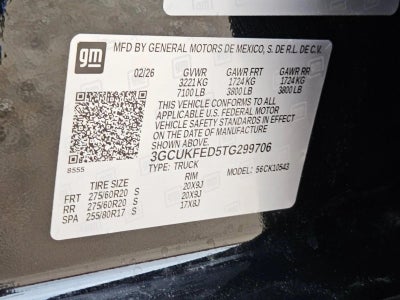 gm
MFD BY GENERAL MOTORS DE MEXICO, S. DE R.L. DE C.V.
02/26 GVWR GAWR FRT GAWR RR
3221 KG 1724 KG 1724 KG
7100 LB 3800 LB 3800 LB
THIS VEHICLE CONFORMS TO ALL
APPLICABLE U.S. FEDERAL MOTOR
VEHICLE SAFETY STANDARDS IN EFFECT
ON THE DATE OF MANUFACTURE
SHOWN ABOVE.
3GCUKFED5TG299706
8555 TYPE: TRUCK MODEL: 56CK10543
TIRE SIZE RIM
FRT 275/60R20 S 20X9J
RR 275/60R20 S 20X9J
SPA 255/80R17 S 17X8J